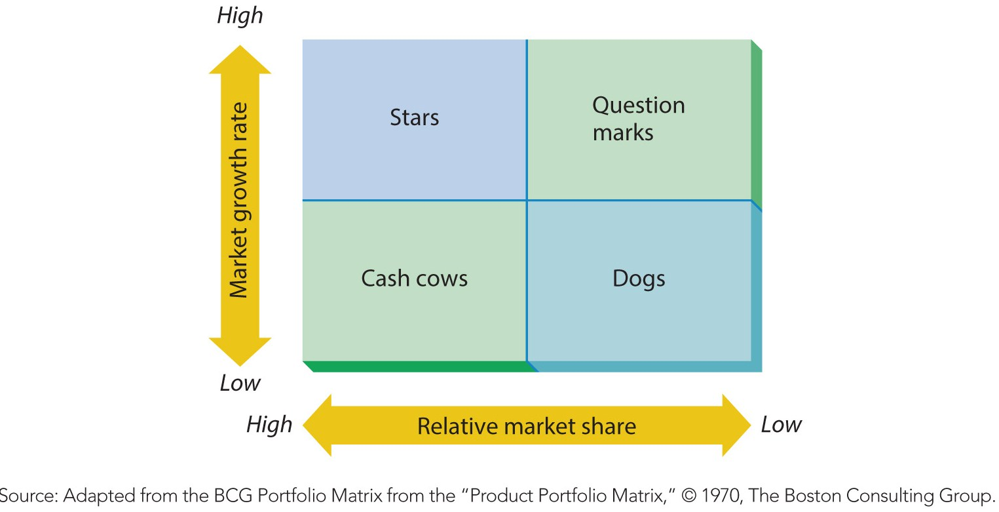 High
Market growth rate
Stars
Question
marks
Cash cows
Dogs
Low
High
Relative market share
Low
Source: Adapted from the BCG Portfolio Matrix from the “Product Portfolio Matrix,” © 1970, The Boston Consulting Group.